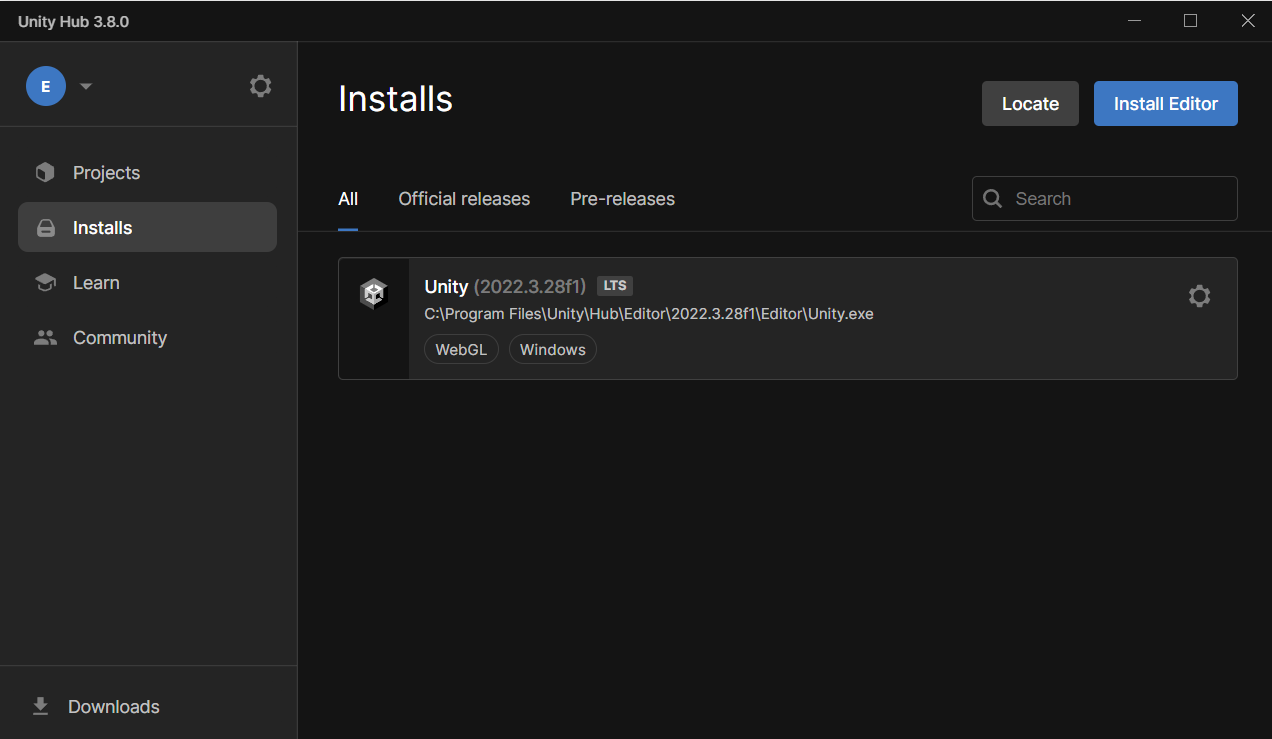 Unity Hub 3.8.0
E
Projects
Installs
Learn
Community
Downloads
Installs
Locate
Install Editor
All
Official releases
Pre-releases
Search
Unity (2022.3.28f1) LTS
C:\Program Files\Unity\Hub\Editor\2022.3.28f1\Editor\Unity.exe
WebGL
Windows